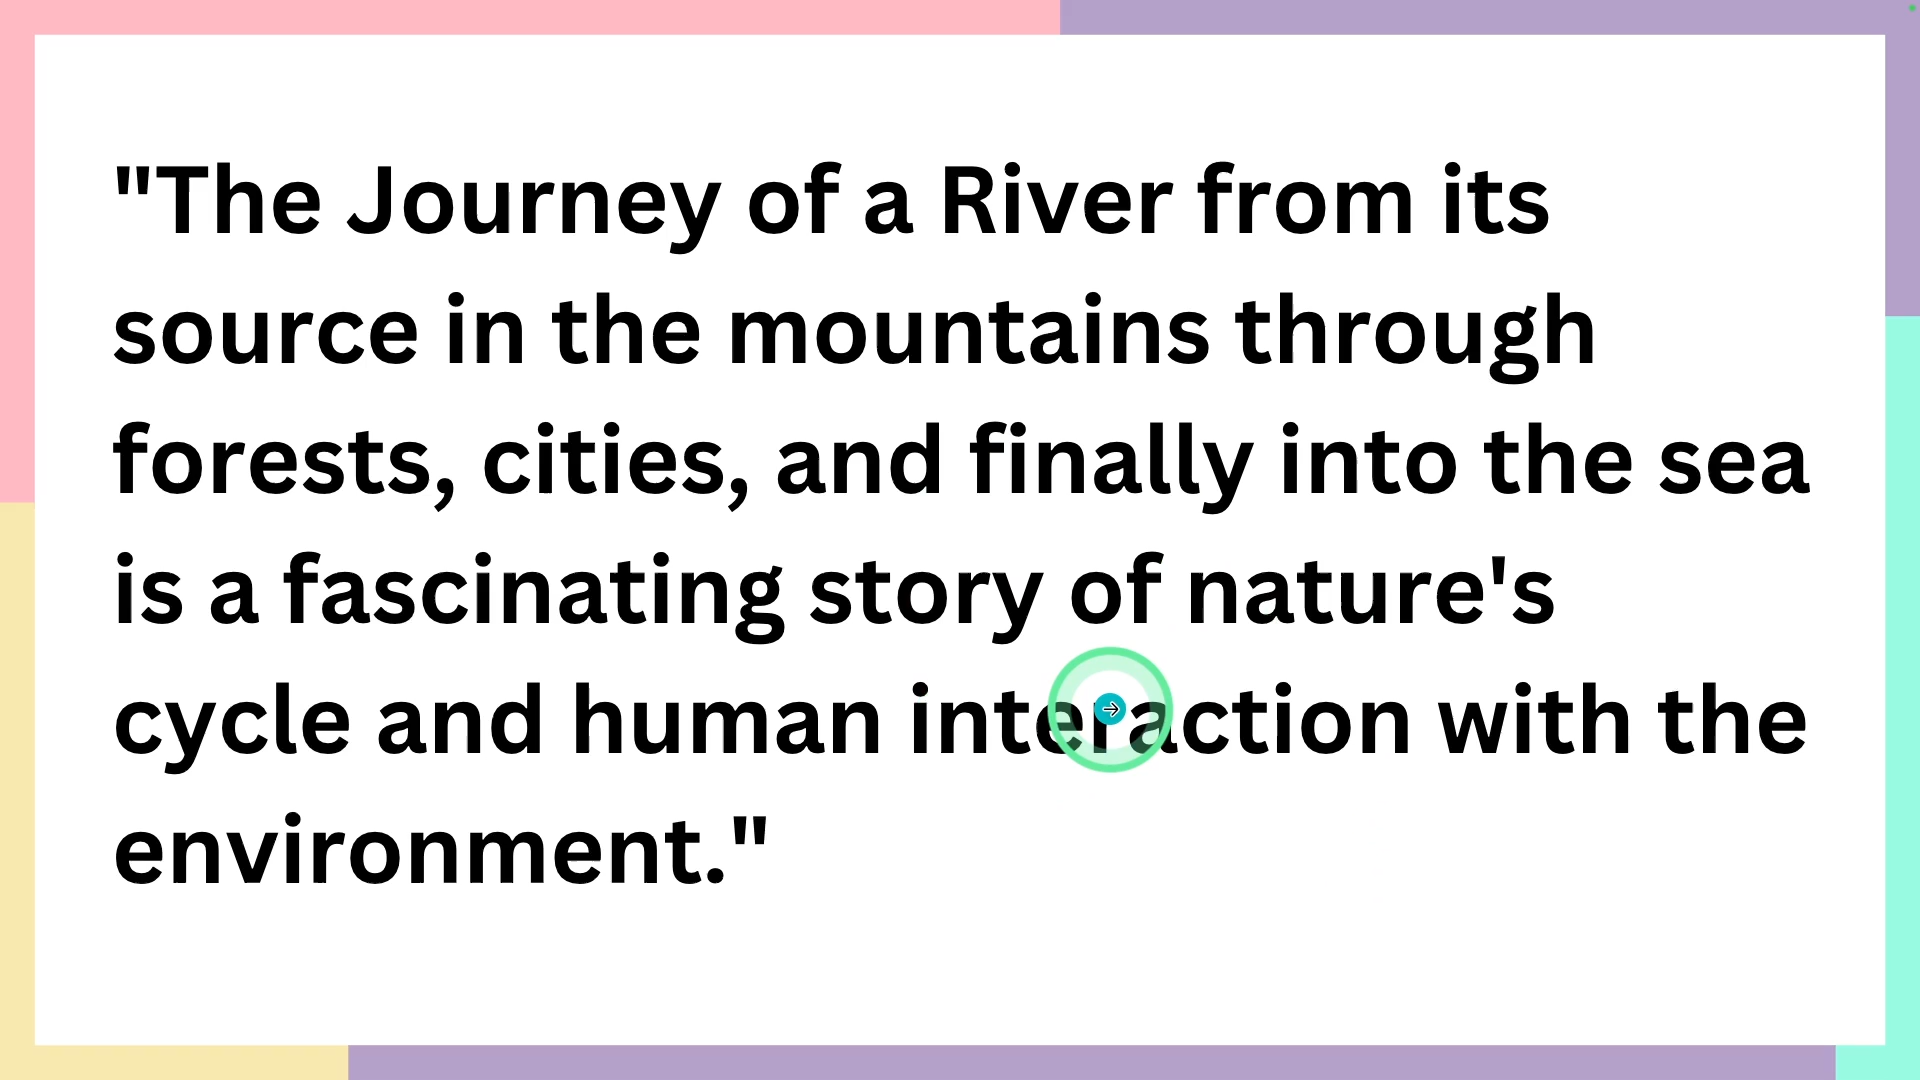 "The Journey of a River from its
source in the mountains through
forests, cities, and finally into the sea
is a fascinating story of nature's
cycle and human interaction with the
environment."